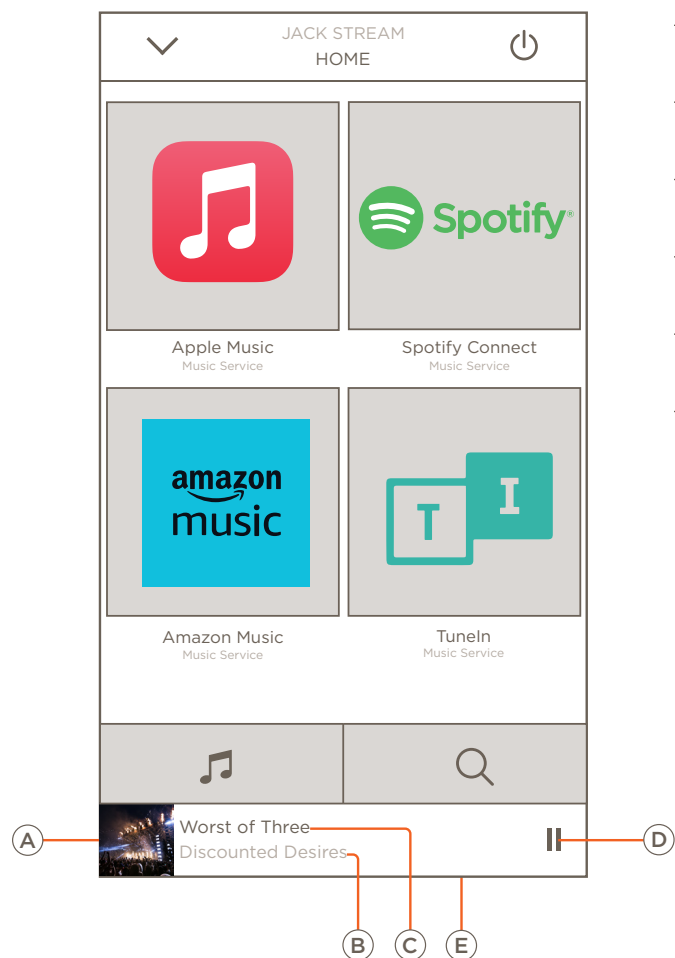 JACK STREAM
HOME
Spotify®
Apple Music
Music Service
Spotify Connect
Music Service
amazon
music
T I
Amazon Music
Music Service
TuneIn
Music Service
Worst of Three
Discounted Desires
A
D
B
C
E